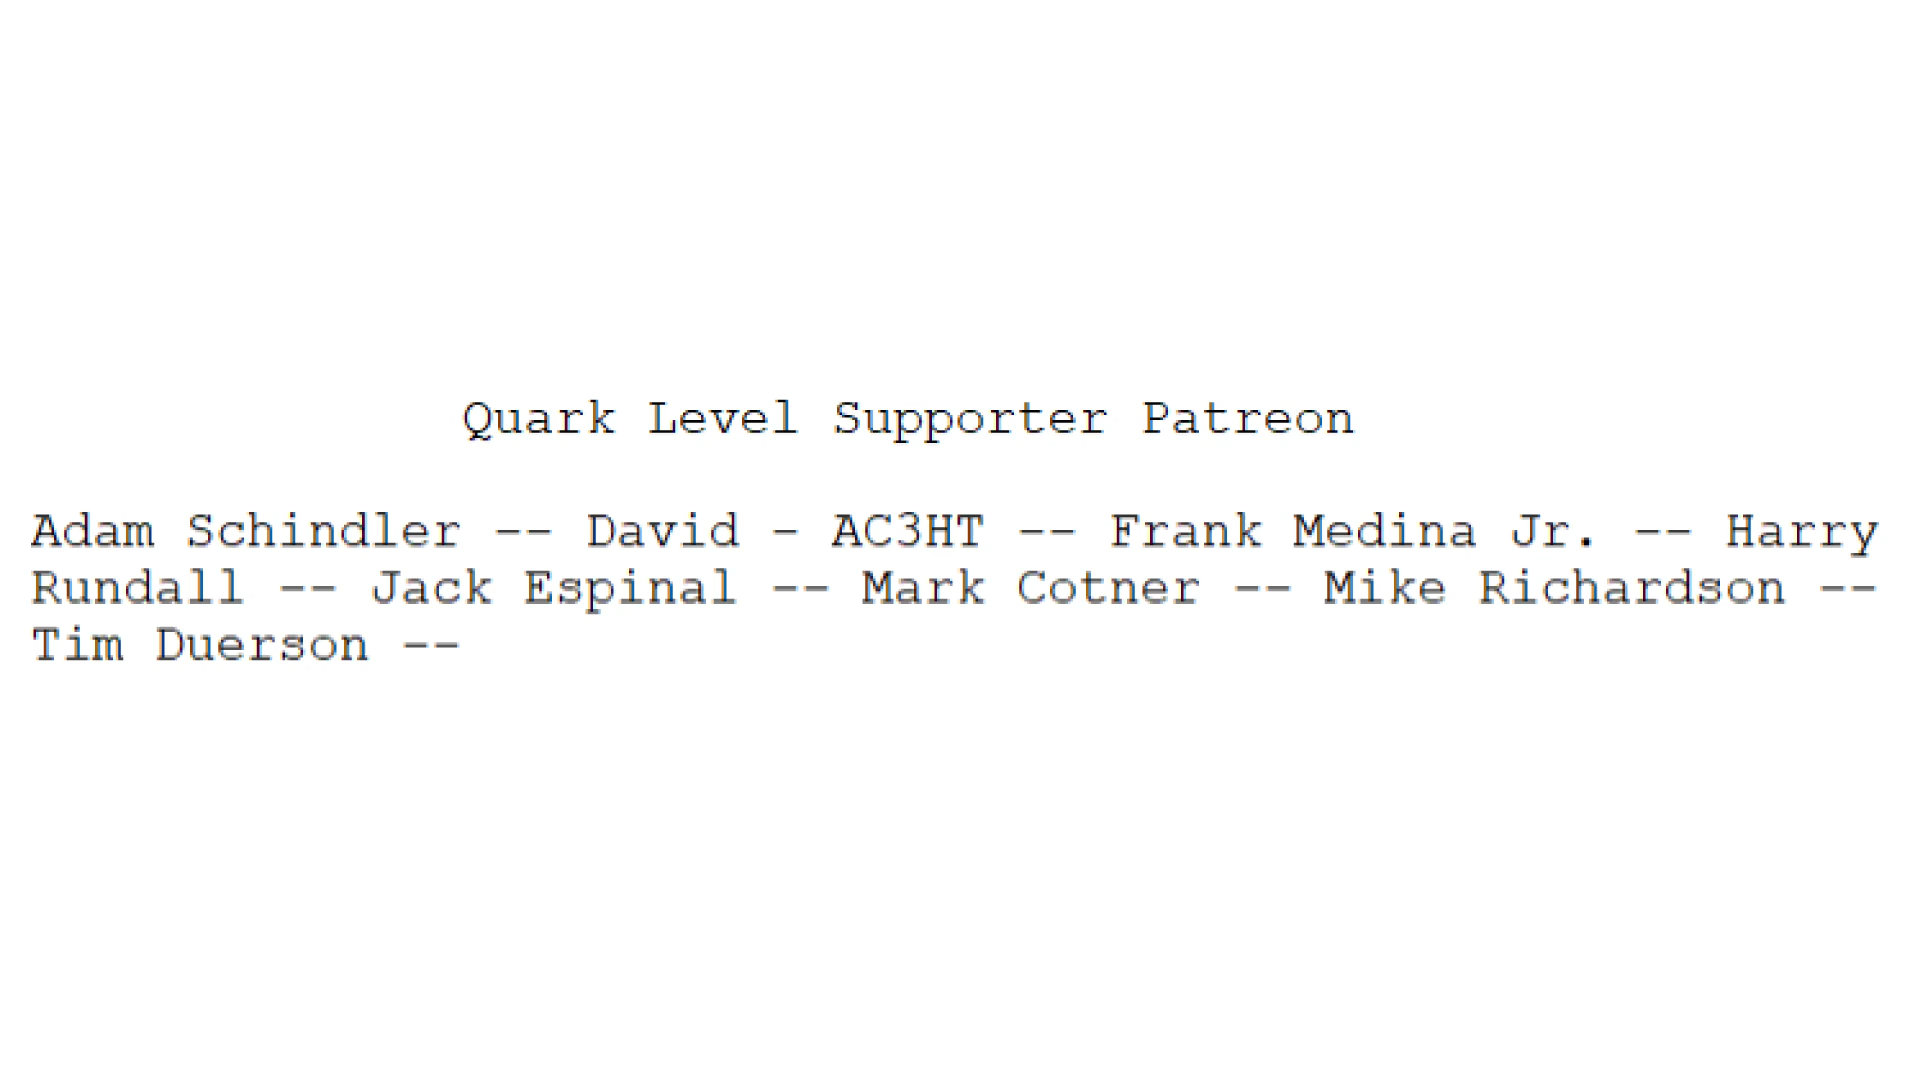 Quark Level Supporter Patreon
Adam Schindler -- David - AC3HT -- Frank Medina Jr. -- Harry
Rundall -- Jack Espinal -- Mark Cotner -- Mike Richardson --
Tim Duerson --